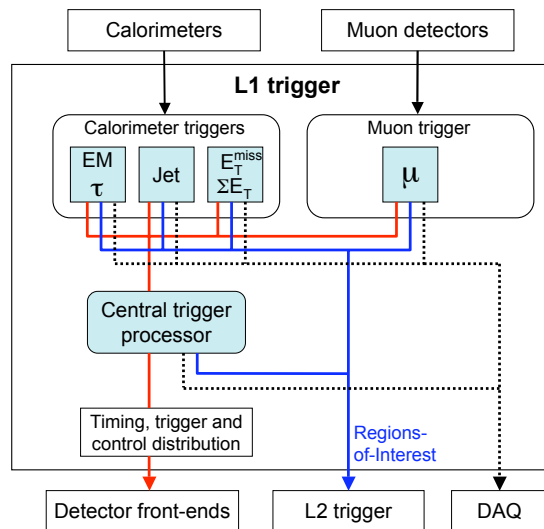 Calorimeters
Muon detectors
L1 trigger
Calorimeter triggers
Muon trigger
EM
τ
Jet
E_T^miss
ΣE_T
μ
Central trigger
processor
Timing, trigger and
control distribution
Regions-
of-Interest
Detector front-ends
L2 trigger
DAQ